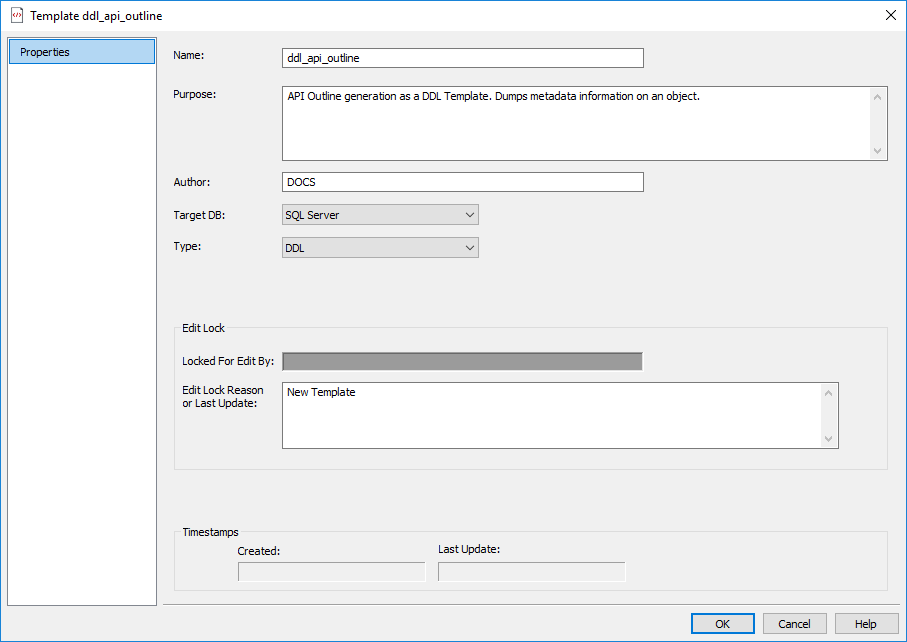 Template ddl_api_outline
Properties
Name:
ddl_api_outline
Purpose:
API Outline generation as a DDL Template. Dumps metadata information on an object.
Author:
DOCS
Target DB:
SQL Server
Type:
DDL
Edit Lock
Locked For Edit By:
Edit Lock Reason
or Last Update:
New Template
Timestamps
Created:
Last Update:
OK
Cancel
Help